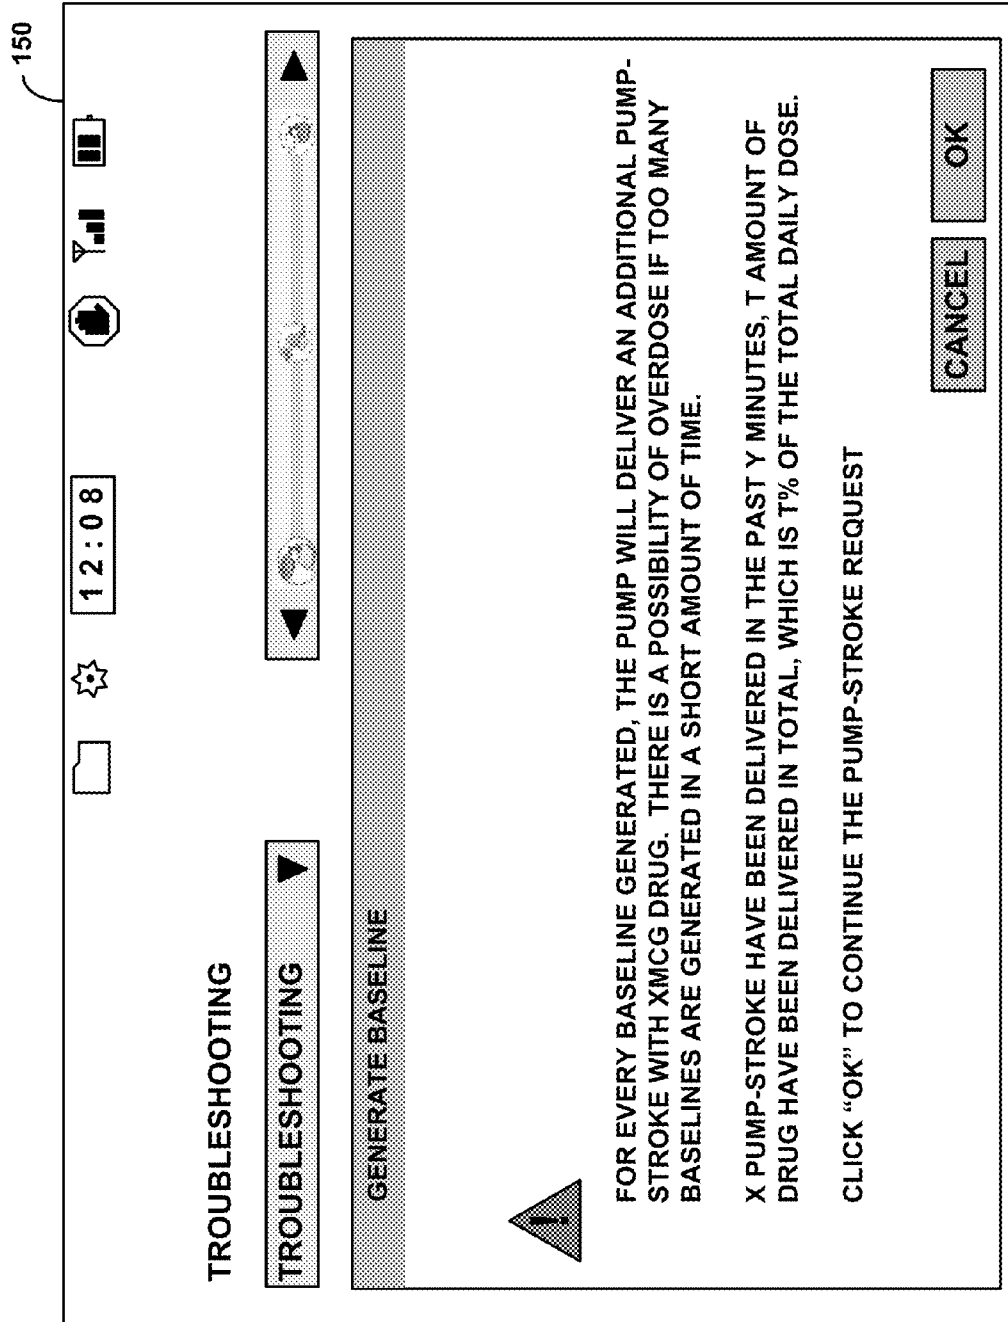 150
12:08
TROUBLESHOOTING
TROUBLESHOOTING
GENERATE BASELINE
!
FOR EVERY BASELINE GENERATED, THE PUMP WILL DELIVER AN ADDITIONAL PUMP-
STROKE WITH XMCG DRUG. THERE IS A POSSIBILITY OF OVERDOSE IF TOO MANY
BASELINES ARE GENERATED IN A SHORT AMOUNT OF TIME.
X PUMP-STROKE HAVE BEEN DELIVERED IN THE PAST Y MINUTES, T AMOUNT OF
DRUG HAVE BEEN DELIVERED IN TOTAL, WHICH IS T% OF THE TOTAL DAILY DOSE.
CLICK “OK” TO CONTINUE THE PUMP-STROKE REQUEST
CANCEL
OK